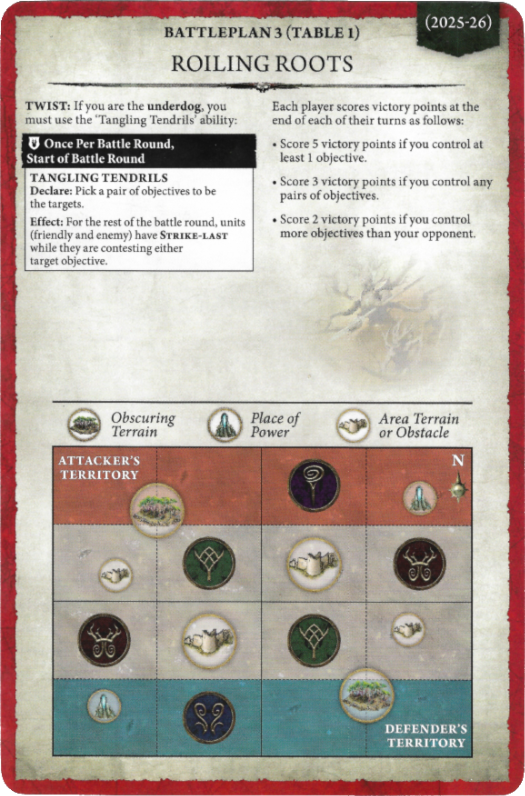 (2025-26)
BATTLEPLAN 3 (TABLE 1)
ROILING ROOTS
TWIST: If you are the underdog, you
must use the 'Tangling Tendrils' ability:
Once Per Battle Round,
Start of Battle Round
TANGLING TENDRILS
Declare: Pick a pair of objectives to be
the targets.
Effect: For the rest of the battle round, units
(friendly and enemy) have STRIKE-LAST
while they are contesting either
target objective.
Each player scores victory points at the
end of each of their turns as follows:
• Score 5 victory points if you control at
least 1 objective.
• Score 3 victory points if you control any
pairs of objectives.
• Score 2 victory points if you control
more objectives than your opponent.
Obscuring
Terrain
Place of
Power
Area Terrain
or Obstacle
ATTACKER'S
TERRITORY
N
DEFENDER'S
TERRITORY